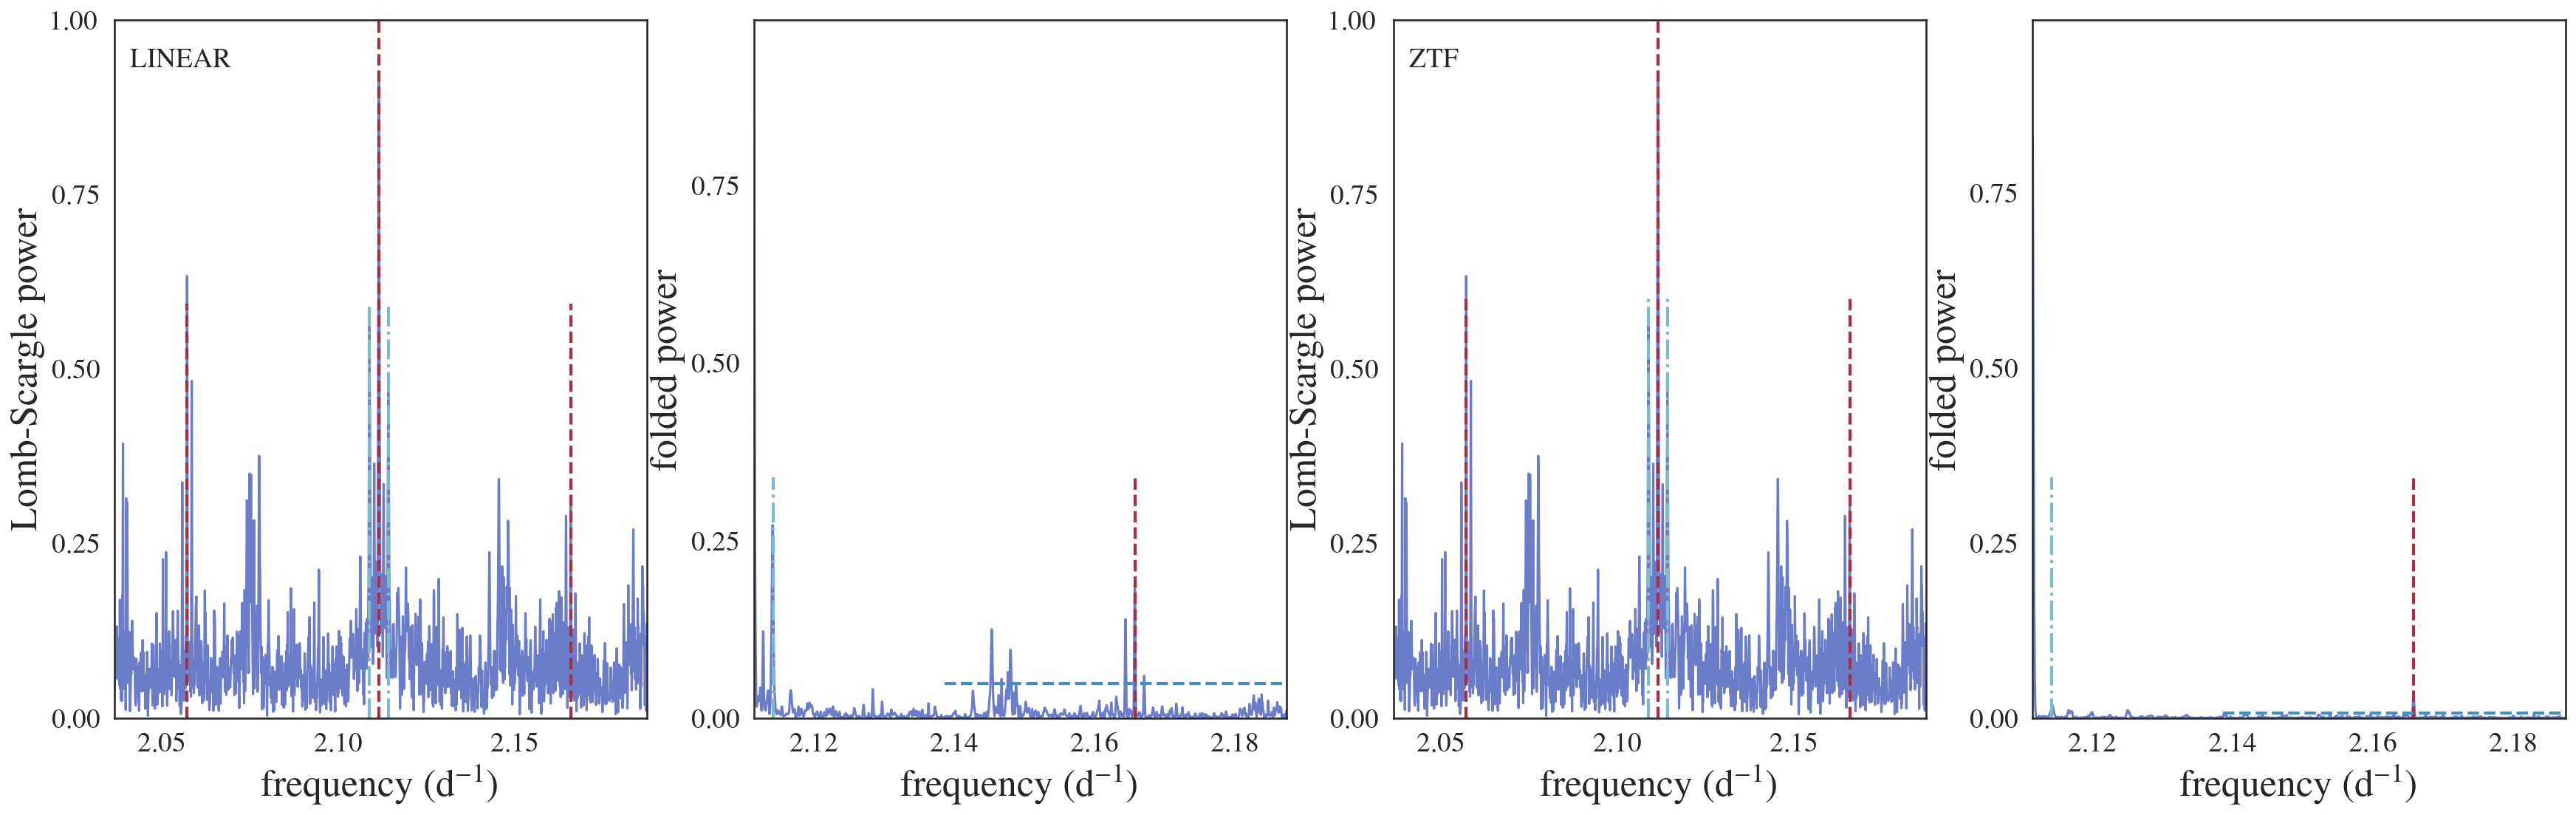 LINEAR
Lomb-Scargle power
1.00
0.75
0.50
0.25
0.00
2.05 2.10 2.15
frequency (d⁻¹)
folded power
0.75
0.50
0.25
0.00
2.12 2.14 2.16 2.18
frequency (d⁻¹)
ZTF
Lomb-Scargle power
1.00
0.75
0.50
0.25
0.00
2.05 2.10 2.15
frequency (d⁻¹)
folded power
0.75
0.50
0.25
0.00
2.12 2.14 2.16 2.18
frequency (d⁻¹)